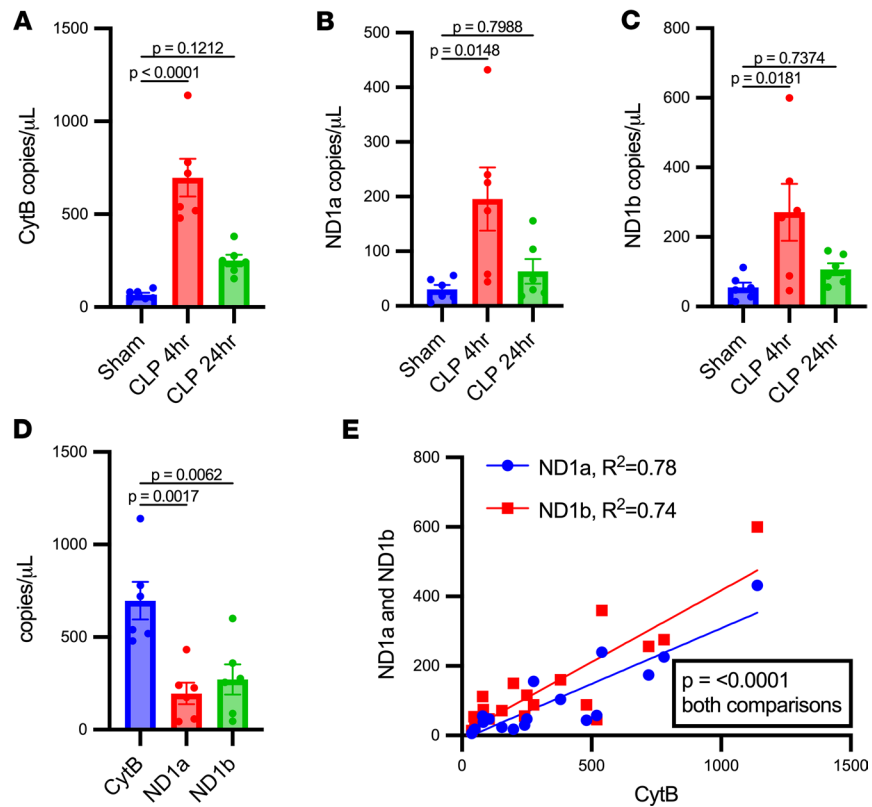 A
p = 0.1212
p < 0.0001
CytB copies/µL
1500
1000
500
0
Sham
CLP 4hr
CLP 24hr
B
p = 0.7988
p = 0.0148
ND1a copies/µL
500
400
300
200
100
0
Sham
CLP 4hr
CLP 24hr
C
p = 0.7374
p = 0.0181
ND1b copies/µL
800
600
400
200
0
Sham
CLP 4hr
CLP 24hr
D
p = 0.0062
p = 0.0017
copies/µL
1500
1000
500
0
CytB
ND1a
ND1b
E
ND1a, R²=0.78
ND1b, R²=0.74
ND1a and ND1b
800
600
400
200
0
p = <0.0001
both comparisons
0
500
1000
1500
CytB